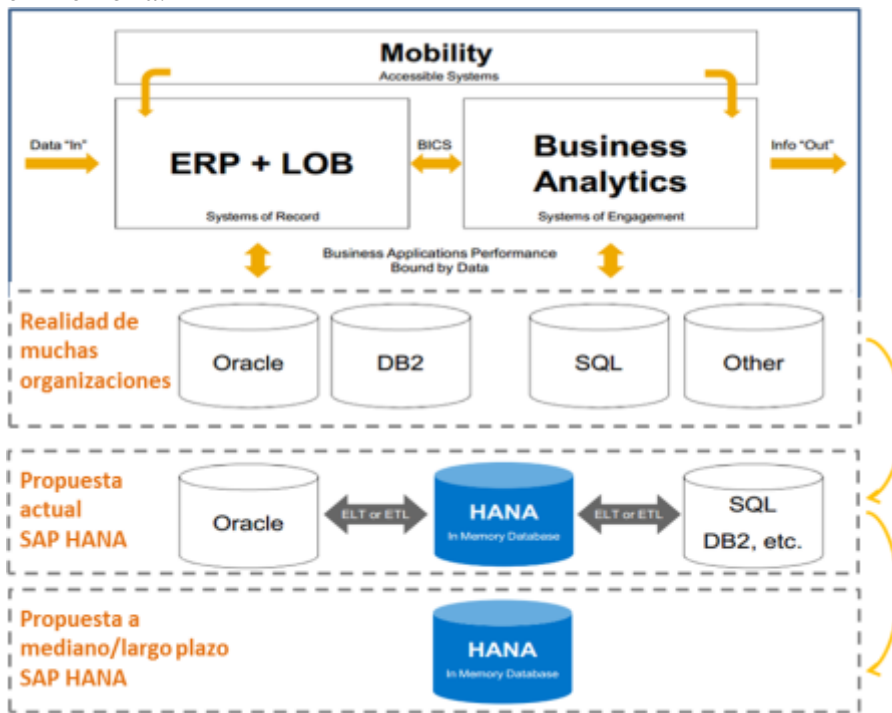 Mobility
Accessible Systems
Data "In"
ERP + LOB
Systems of Record
BICS
Business
Analytics
Systems of Engagement
Info "Out"
Business Applications Performance
Bound by Data
Realidad de
muchas
organizaciones
Oracle
DB2
SQL
Other
Propuesta
actual
SAP HANA
Oracle
ELT or ETL
HANA
In Memory Database
ELT or ETL
SQL
DB2, etc.
Propuesta a
mediano/largo plazo
SAP HANA
HANA
In Memory Database